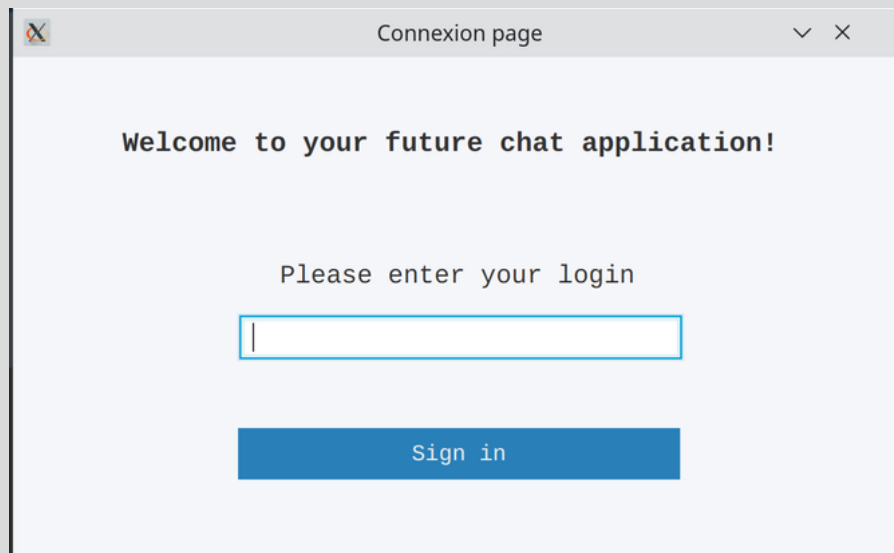 Connexion page
Welcome to your future chat application!
Please enter your login
Sign in